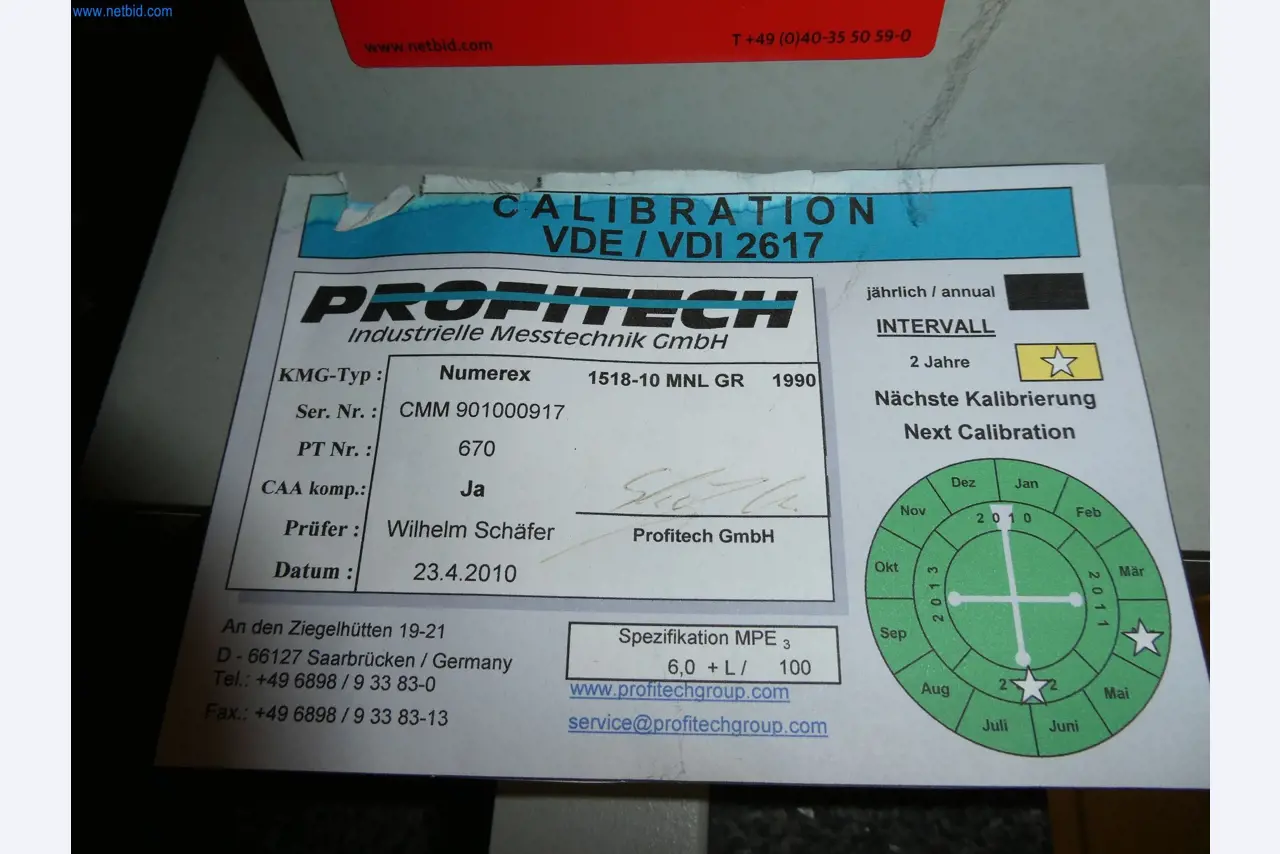 www.netbid.com
www.netbid.com
T +49 (0)40-35 50 59-0
CALIBRATION
VDE / VDI 2617
PROFITECH
Industrielle Messtechnik GmbH
KMG-Typ : Numerex 1518-10 MNL GR 1990
Ser. Nr. : CMM 901000917
PT Nr. : 670
CAA komp.: Ja
Prüfer : Wilhelm Schäfer
Profitech GmbH
Datum : 23.4.2010
An den Ziegelhütten 19-21
D - 66127 Saarbrücken / Germany
Tel.: +49 6898 / 9 33 83-0
Fax.: +49 6898 / 9 33 83-13
Spezifikation MPE 3
6,0 + L / 100
www.profitechgroup.com
service@profitechgroup.com
jährlich / annual
INTERVALL
2 Jahre
Nächste Kalibrierung
Next Calibration
Jan
Feb
Mär
Mai
Juni
Juli
Aug
Sep
Okt
Nov
Dez
2010
2011
2 2
2013